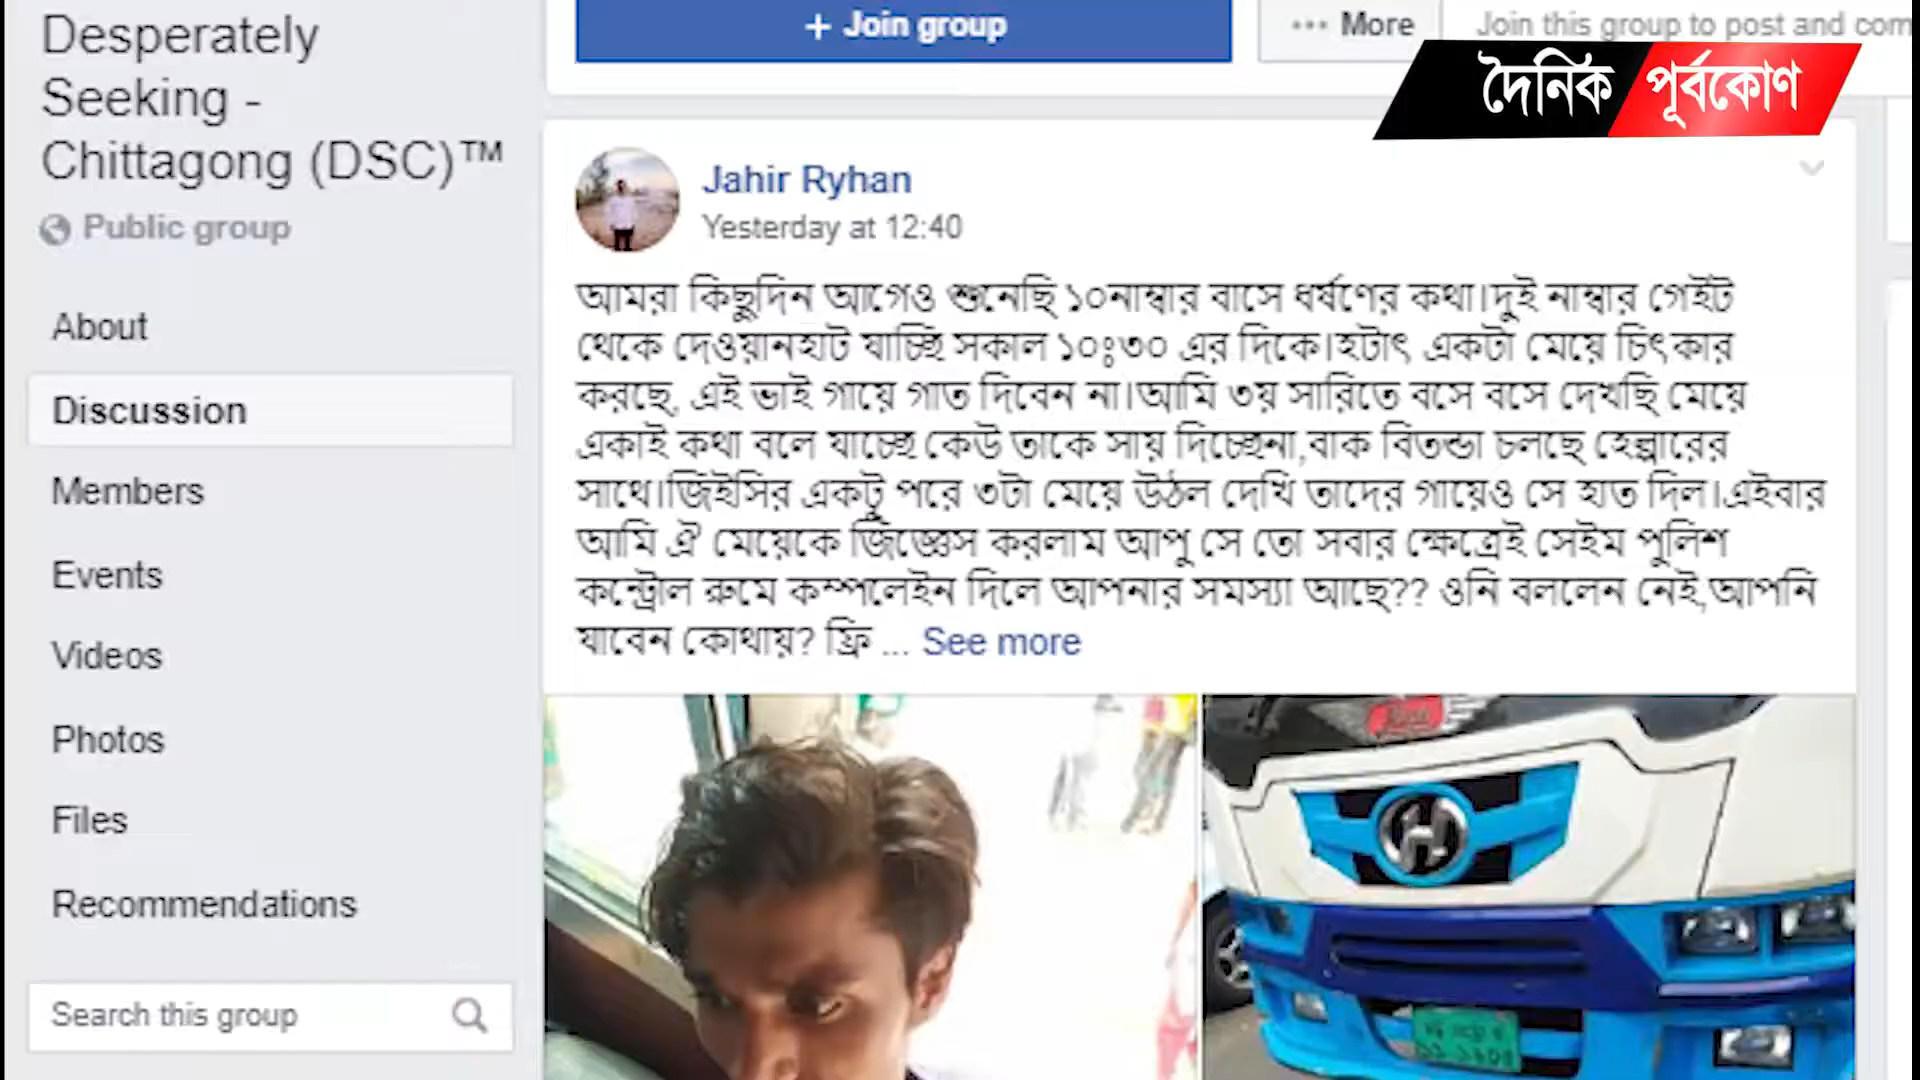 Desperately
Seeking -
Chittagong (DSC)™
Public group
About
Discussion
Members
Events
Videos
Photos
Files
Recommendations
Search this group
+ Join group
••• More
Join this group to post and com
দৈনিক পূর্বকোণ
Jahir Ryhan
Yesterday at 12:40
আমরা কিছুদিন আগেও শুনেছি ১০নাম্বার বাসে ধর্ষণের কথা।দুই নাম্বার গেইট
থেকে দেওয়ানহাট যাচ্ছি সকাল ১০ঃ৩০ এর দিকে।হটাৎ একটা মেয়ে চিৎকার
করছে, এই ভাই গায়ে গাত দিবেন না।আমি ৩য় সারিতে বসে বসে দেখছি মেয়ে
একাই কথা বলে যাচ্ছে কেউ তাকে সায় দিচ্ছেনা,বাক বিতন্ডা চলছে হেল্পারের
সাথে।জিইসির একটু পরে ৩টা মেয়ে উঠল দেখি তাদের গায়েও সে হাত দিল।এইবার
আমি ঐ মেয়েকে জিজ্ঞেস করলাম আপু সে তো সবার ক্ষেত্রেই সেইম পুলিশ
কন্ট্রোল রুমে কম্পলেইন দিলে আপনার সমস্যা আছে?? ওনি বললেন নেই,আপনি
যাবেন কোথায়? ফ্রি ... See more